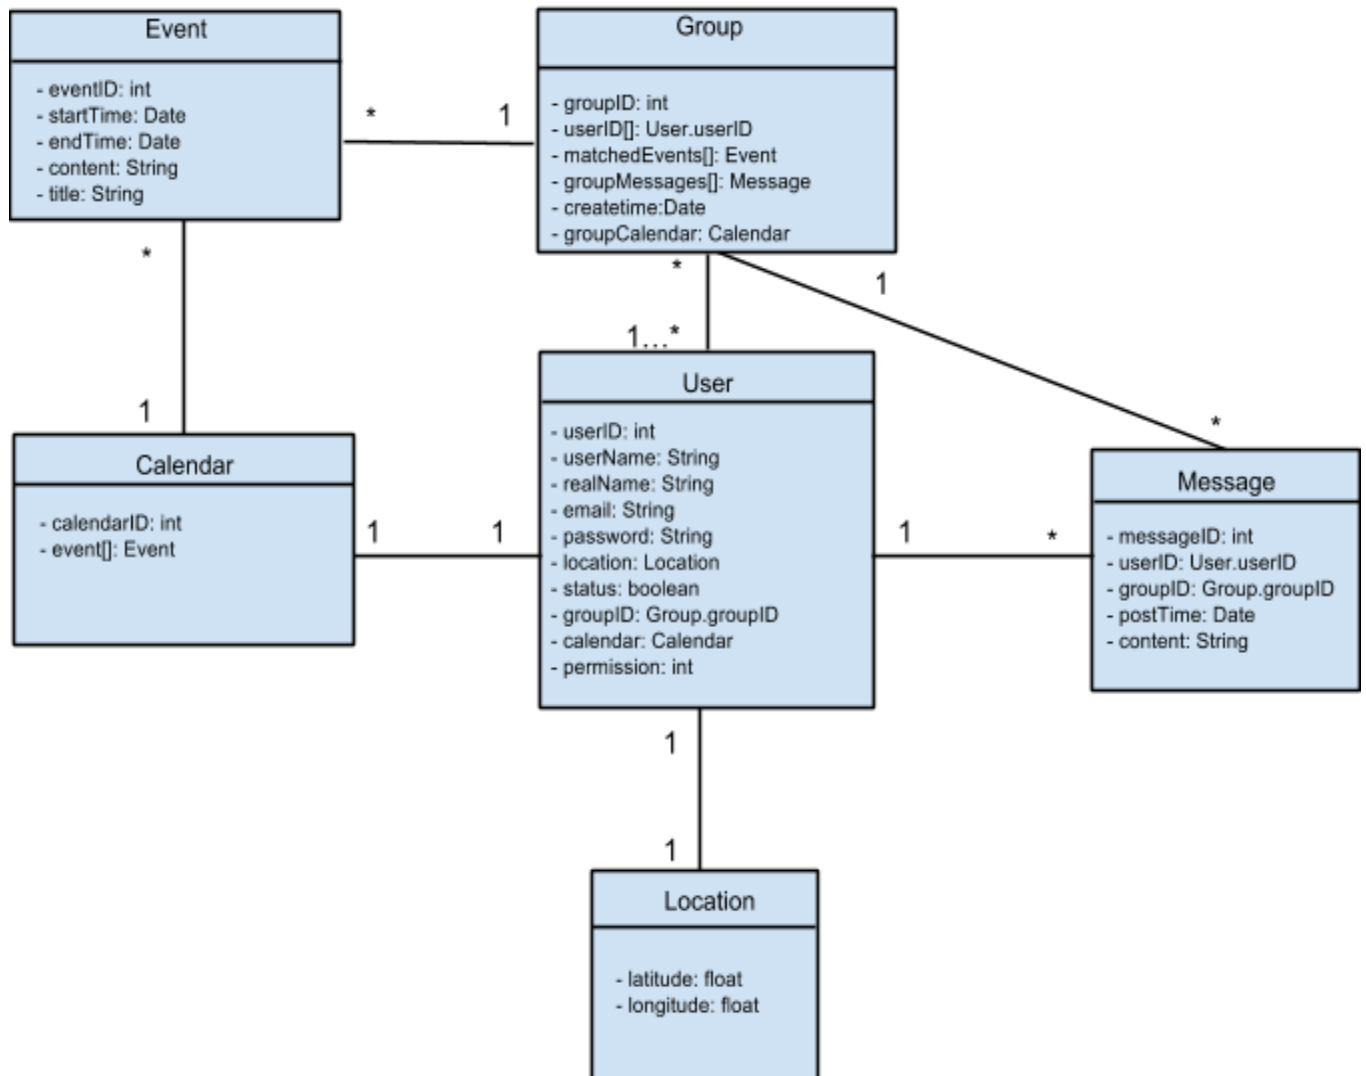 Event
- eventID: int
- startTime: Date
- endTime: Date
- content: String
- title: String
*
1
Group
- groupID: int
- userID[]: User.userID
- matchedEvents[]: Event
- groupMessages[]: Message
- createtime:Date
- groupCalendar: Calendar
*
1
*
1...*
1
*
Calendar
- calendarID: int
- event[]: Event
1
1
User
- userID: int
- userName: String
- realName: String
- email: String
- password: String
- location: Location
- status: boolean
- groupID: Group.groupID
- calendar: Calendar
- permission: int
1
*
Message
- messageID: int
- userID: User.userID
- groupID: Group.groupID
- postTime: Date
- content: String
1
1
Location
- latitude: float
- longitude: float